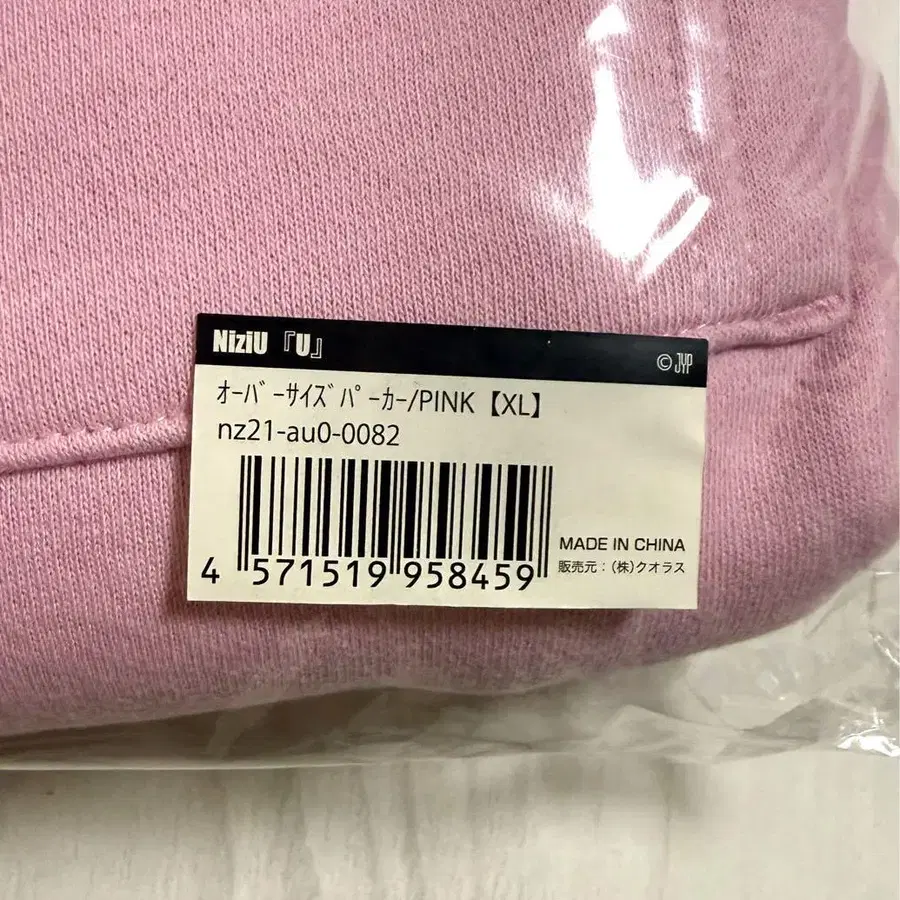 NiziU『U』
© JYP
ｵｰﾊﾞｰｻｲｽﾞﾊﾟｰｶｰ/PINK【XL】
nz21-au0-0082
4 571519 958459
MADE IN CHINA
販売元：(株)クオラス